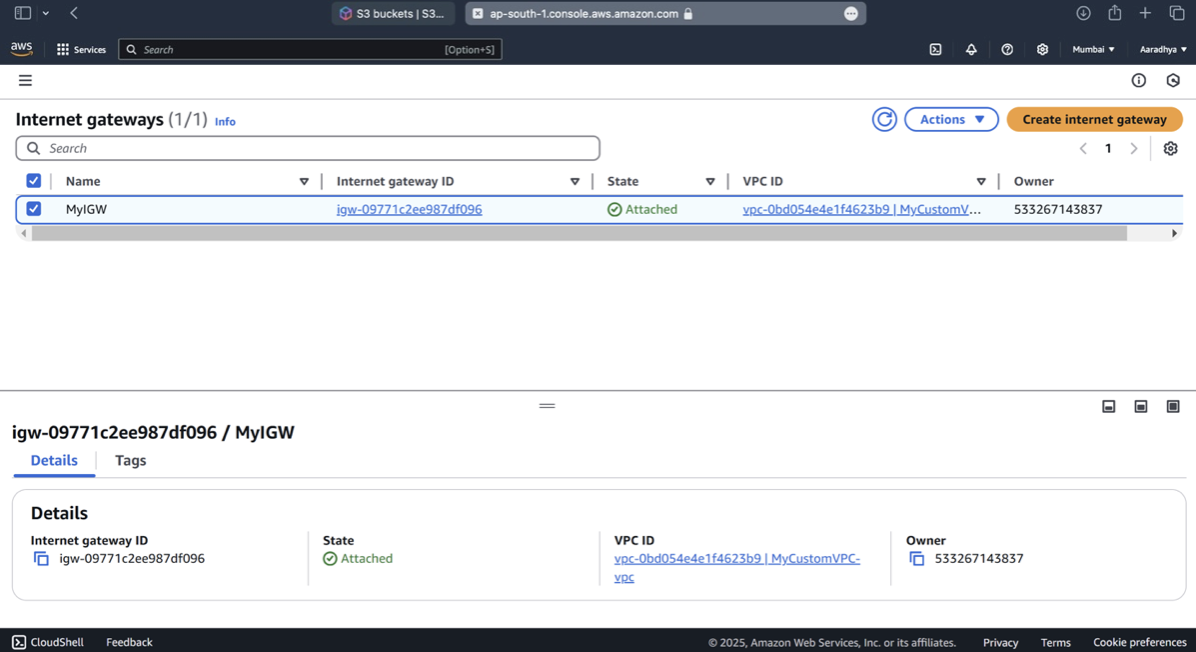 S3 buckets | S3...
ap-south-1.console.aws.amazon.com
aws
Services
Search
[Option+S]
Mumbai
Aaradhya
Internet gateways (1/1) Info
Actions
Create internet gateway
Search
1
Name
Internet gateway ID
State
VPC ID
Owner
MyIGW
igw-09771c2ee987df096
Attached
vpc-0bd054e4e1f4623b9 | MyCustomV...
533267143837
igw-09771c2ee987df096 / MyIGW
Details
Tags
Details
Internet gateway ID
igw-09771c2ee987df096
State
Attached
VPC ID
vpc-0bd054e4e1f4623b9 | MyCustomVPC-
vpc
Owner
533267143837
CloudShell
Feedback
© 2025, Amazon Web Services, Inc. or its affiliates.
Privacy
Terms
Cookie preferences